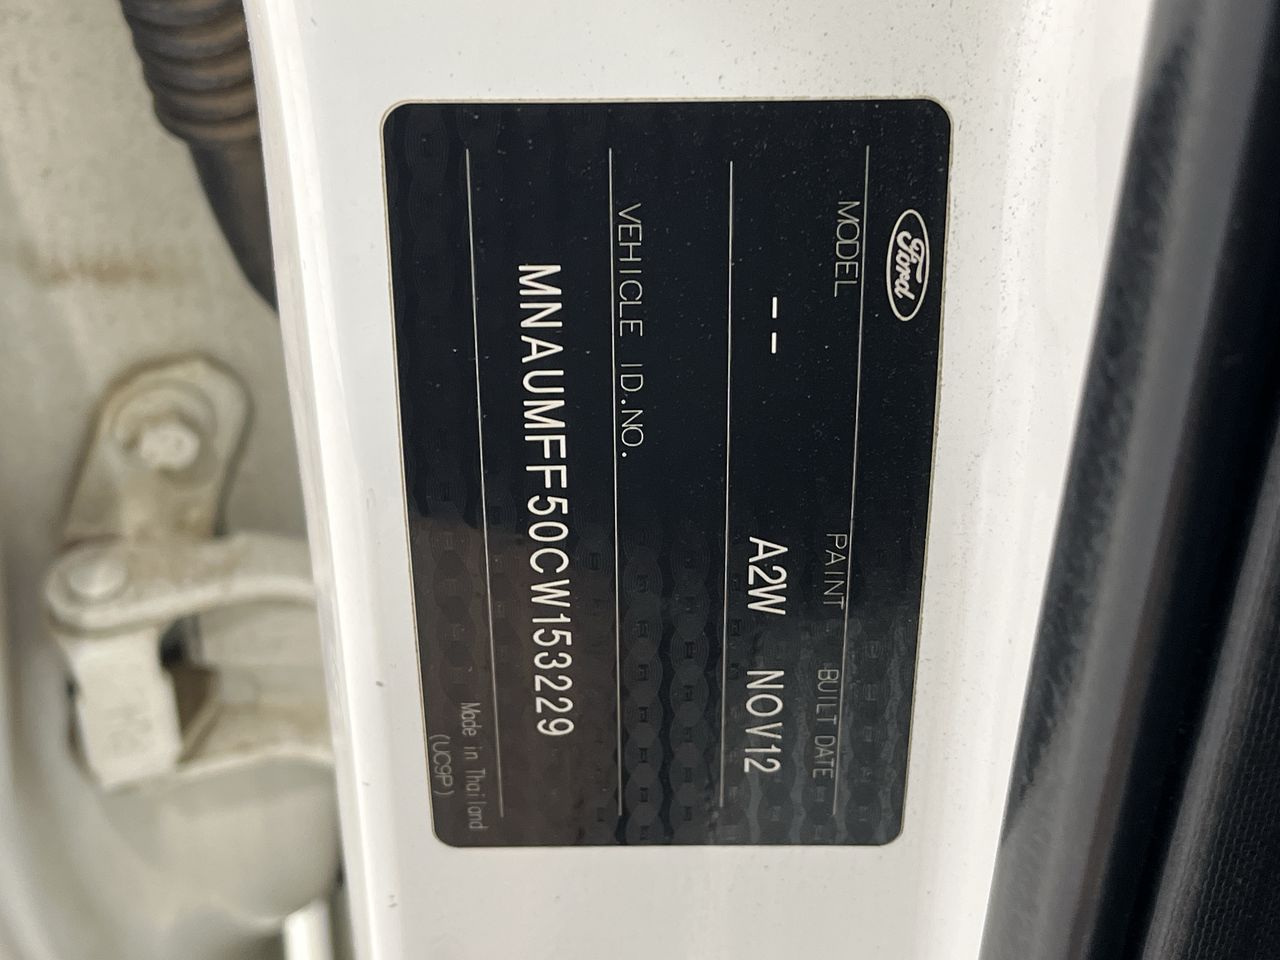 Ford
MODEL PAINT BUILT DATE
-- A2W NOV12
VEHICLE ID.NO.
MNAUMFF50CW153229
Made in Thailand
(UC9P)